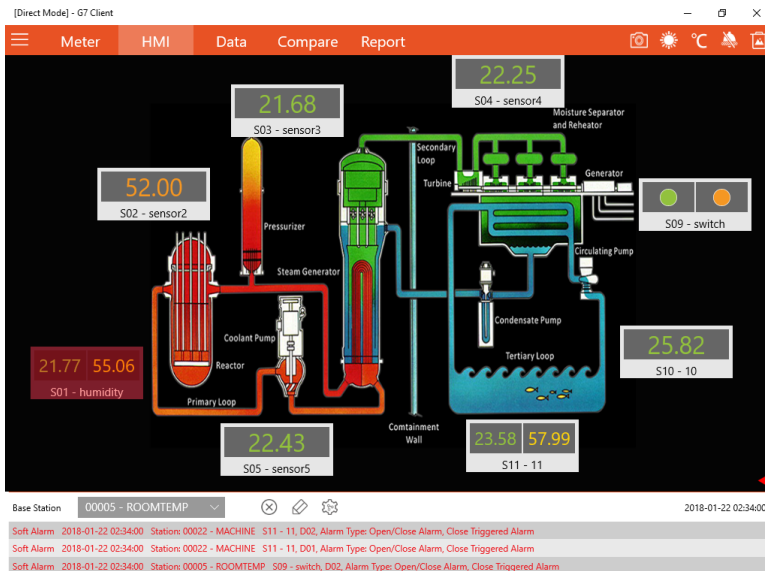 [Direct Mode] - G7 Client
Meter HMI Data Compare Report
°C
22.25
S04 - sensor4
21.68
S03 - sensor3
Moisture Separator
and Reheator
Secondary
Loop
Turbine
Generator
52.00
S02 - sensor2
S09 - switch
Pressurizer
Steam Generator
Circulating Pump
Condensate Pump
Coolant Pump
25.82
S10 - 10
21.77 55.06
S01 - humidity
Reactor
Tertiary Loop
Primary Loop
Comtainment
Wall
22.43
S05 - sensor5
23.58 57.99
S11 - 11
Base Station 00005 - ROOMTEMP 2018-01-22 02:34:00
Soft Alarm 2018-01-22 02:34:00 Station: 00022 - MACHINE S11 - 11, D02, Alarm Type: Open/Close Alarm, Close Triggered Alarm
Soft Alarm 2018-01-22 02:34:00 Station: 00022 - MACHINE S11 - 11, D01, Alarm Type: Open/Close Alarm, Close Triggered Alarm
Soft Alarm 2018-01-22 02:34:00 Station: 00005 - ROOMTEMP S09 - switch, D02, Alarm Type: Open/Close Alarm, Close Triggered Alarm